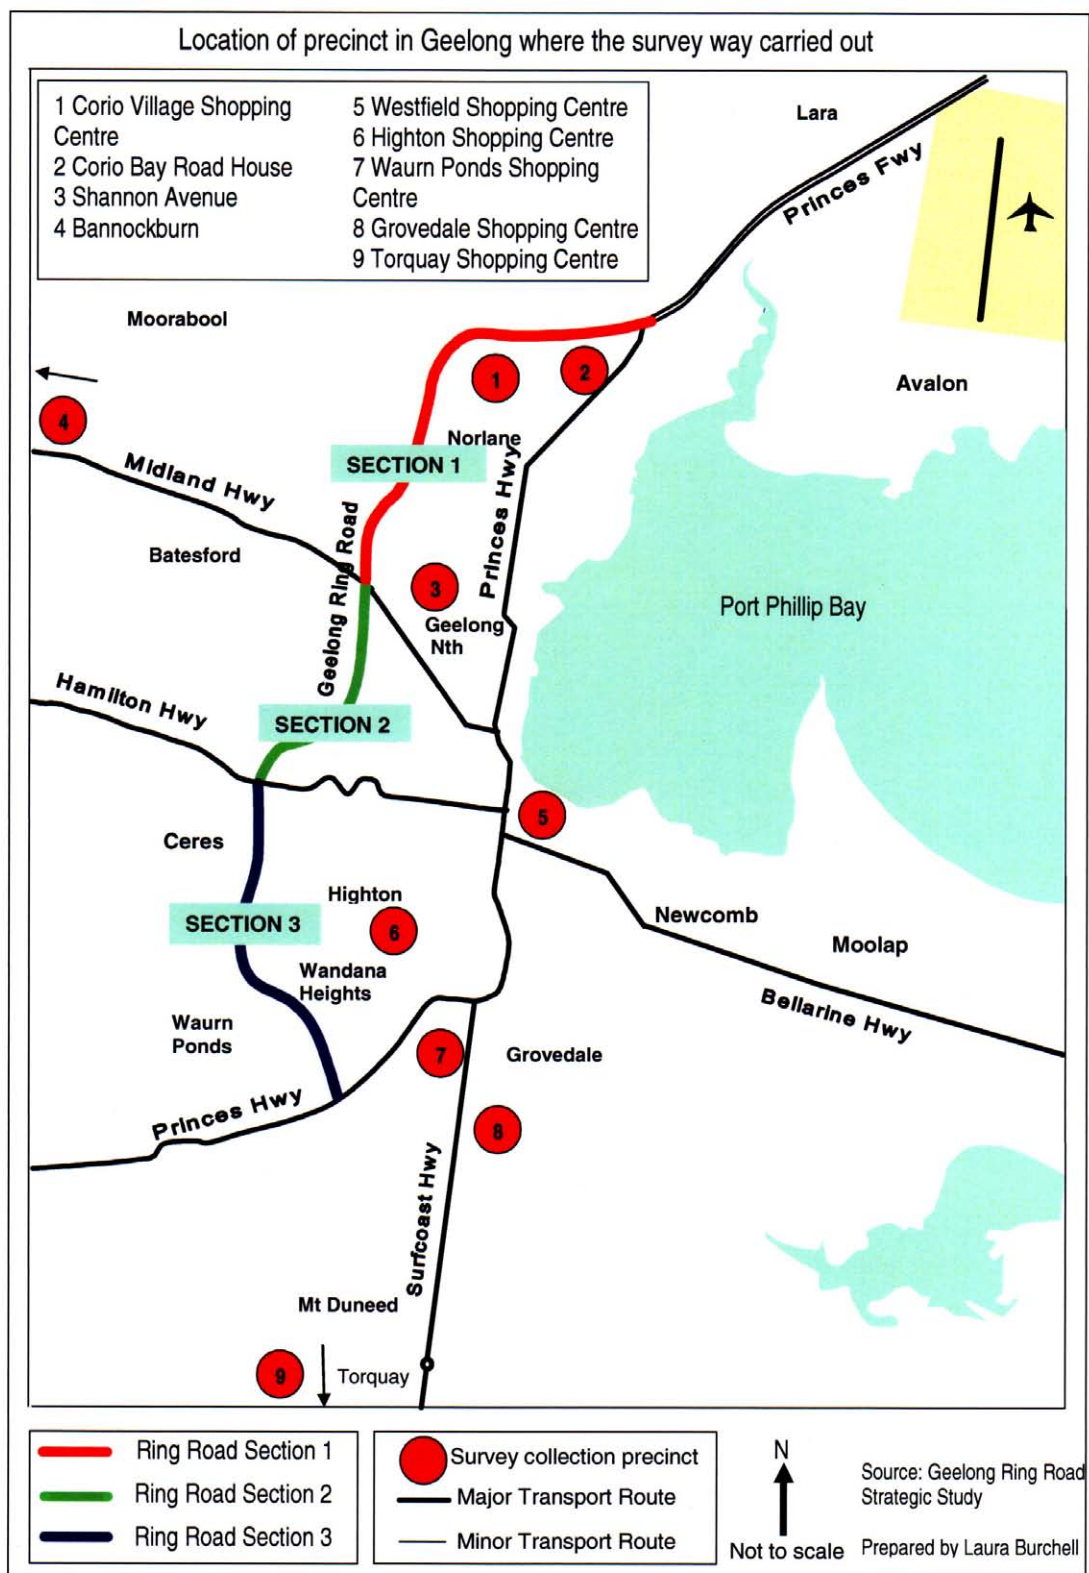 Location of precinct in Geelong where the survey way carried out
1 Corio Village Shopping
Centre
2 Corio Bay Road House
3 Shannon Avenue
4 Bannockburn
5 Westfield Shopping Centre
6 Highton Shopping Centre
7 Waurn Ponds Shopping
Centre
8 Grovedale Shopping Centre
9 Torquay Shopping Centre
Lara
Princes Fwy
Moorabool
Avalon
1
2
4
Norlane
SECTION 1
Midland Hwy
Princes Hwy
Batesford
Geelong Ring Road
3
Geelong
Nth
Port Phillip Bay
Hamilton Hwy
SECTION 2
5
Ceres
Highton
SECTION 3
6
Newcomb
Moolap
Wandana
Heights
Bellarine Hwy
Waurn
Ponds
7
Grovedale
Princes Hwy
8
Surfcoast Hwy
Mt Duneed
9
Torquay
Ring Road Section 1
Ring Road Section 2
Ring Road Section 3
Survey collection precinct
Major Transport Route
Minor Transport Route
N
Not to scale
Source: Geelong Ring Road
Strategic Study
Prepared by Laura Burchell